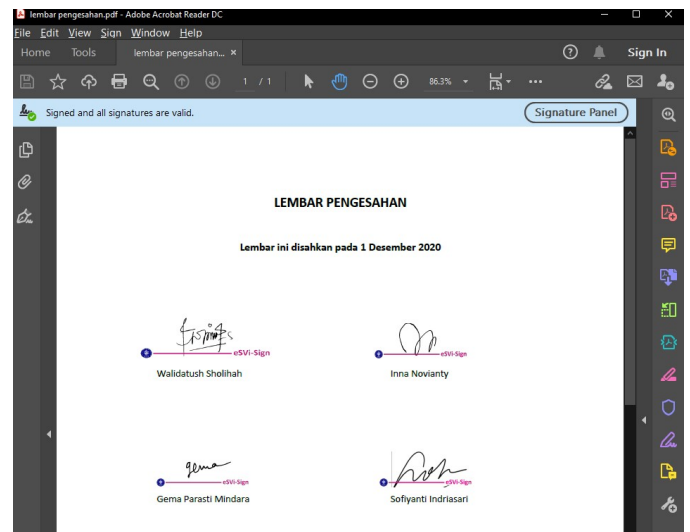 lembar pengesahan.pdf - Adobe Acrobat Reader DC
File Edit View Sign Window Help
Home Tools lembar pengesahan... × Sign In
1 / 1 86.3%
Signed and all signatures are valid. Signature Panel
LEMBAR PENGESAHAN
Lembar ini disahkan pada 1 Desember 2020
eSVi-Sign eSVi-Sign
Walidatush Sholihah Inna Novianty
gema
eSVi-Sign eSVi-Sign
Gema Parasti Mindara Sofiyanti Indriasari